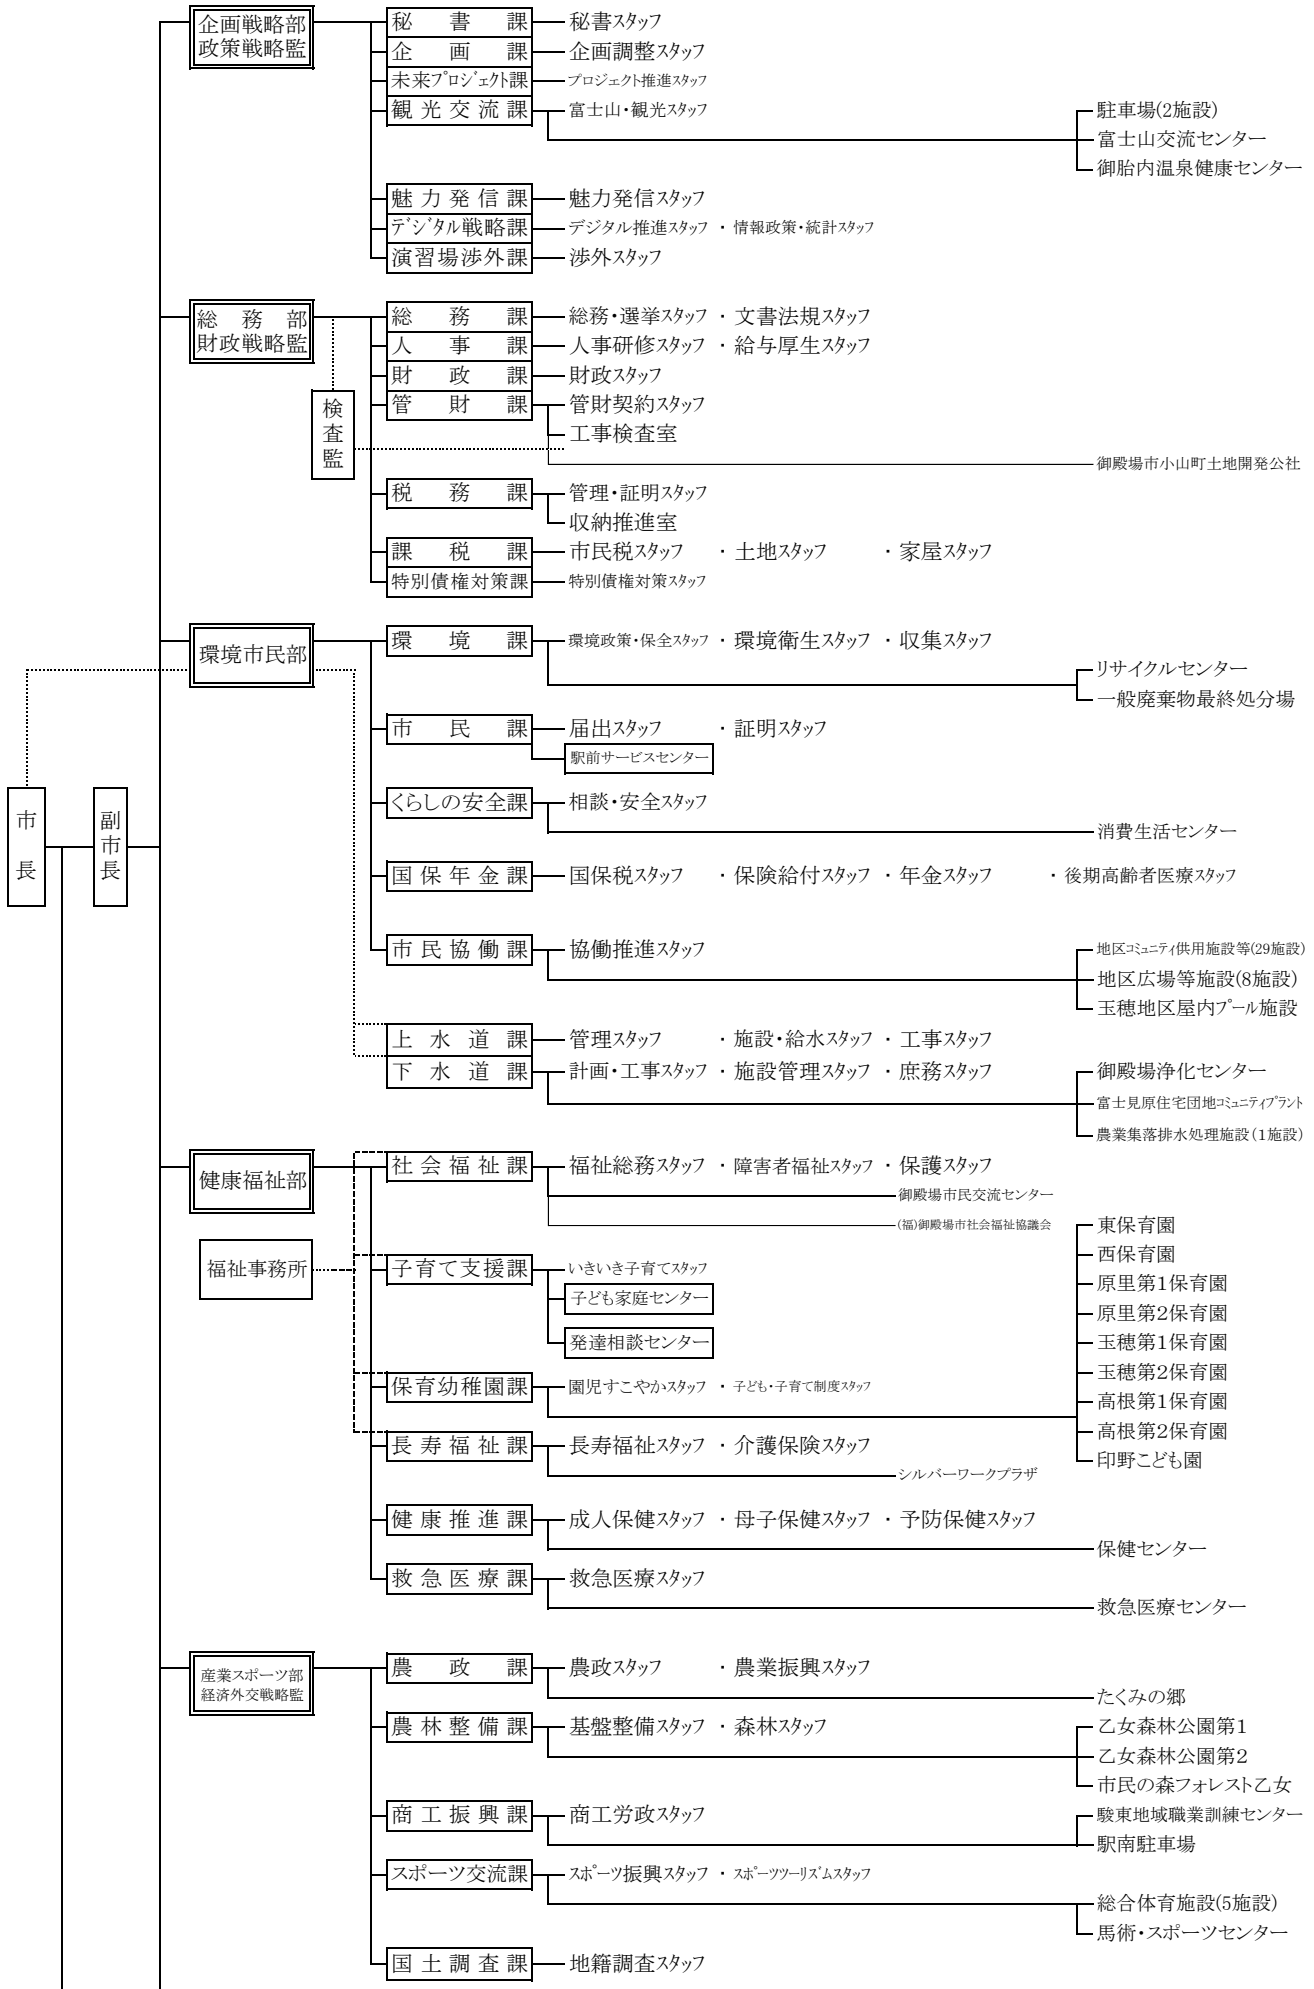 企画戦略部
政策戦略監
秘書課 秘書スタッフ
企画課 企画調整スタッフ
未来プロジェクト課 プロジェクト推進スタッフ
観光交流課 富士山・観光スタッフ
駐車場(2施設)
富士山交流センター
御胎内温泉健康センター
魅力発信課 魅力発信スタッフ
デジタル戦略課 デジタル推進スタッフ ・ 情報政策・統計スタッフ
演習場渉外課 渉外スタッフ
総務部
財政戦略監
検査監
総務課 総務・選挙スタッフ ・ 文書法規スタッフ
人事課 人事研修スタッフ ・ 給与厚生スタッフ
財政課 財政スタッフ
管財課 管財契約スタッフ
工事検査室
御殿場市小山町土地開発公社
税務課 管理・証明スタッフ
収納推進室
課税課 市民税スタッフ ・ 土地スタッフ ・ 家屋スタッフ
特別債権対策課 特別債権対策スタッフ
環境市民部
環境課 環境政策・保全スタッフ ・ 環境衛生スタッフ ・ 収集スタッフ
リサイクルセンター
一般廃棄物最終処分場
市民課 届出スタッフ ・ 証明スタッフ
駅前サービスセンター
市長
副市長
くらしの安全課 相談・安全スタッフ
消費生活センター
国保年金課 国保税スタッフ ・ 保険給付スタッフ ・ 年金スタッフ ・ 後期高齢者医療スタッフ
市民協働課 協働推進スタッフ
地区コミュニティ供用施設等(29施設)
地区広場等施設(8施設)
玉穂地区屋内プール施設
上水道課 管理スタッフ ・ 施設・給水スタッフ ・ 工事スタッフ
下水道課 計画・工事スタッフ ・ 施設管理スタッフ ・ 庶務スタッフ
御殿場浄化センター
富士見原住宅団地コミュニティプラント
農業集落排水処理施設(1施設)
健康福祉部
福祉事務所
社会福祉課 福祉総務スタッフ ・ 障害者福祉スタッフ ・ 保護スタッフ
御殿場市民交流センター
(福)御殿場市社会福祉協議会
子育て支援課 いきいき子育てスタッフ
子ども家庭センター
発達相談センター
保育幼稚園課 園児すこやかスタッフ ・ 子ども・子育て制度スタッフ
東保育園
西保育園
原里第1保育園
原里第2保育園
玉穂第1保育園
玉穂第2保育園
高根第1保育園
高根第2保育園
印野こども園
長寿福祉課 長寿福祉スタッフ ・ 介護保険スタッフ
シルバーワークプラザ
健康推進課 成人保健スタッフ ・ 母子保健スタッフ ・ 予防保健スタッフ
保健センター
救急医療課 救急医療スタッフ
救急医療センター
産業スポーツ部
経済外交戦略監
農政課 農政スタッフ ・ 農業振興スタッフ
たくみの郷
農林整備課 基盤整備スタッフ ・ 森林スタッフ
乙女森林公園第1
乙女森林公園第2
市民の森フォレスト乙女
商工振興課 商工労政スタッフ
駿東地域職業訓練センター
駅南駐車場
スポーツ交流課 スポーツ振興スタッフ ・ スポーツツーリズムスタッフ
総合体育施設(5施設)
馬術・スポーツセンター
国土調査課 地籍調査スタッフ